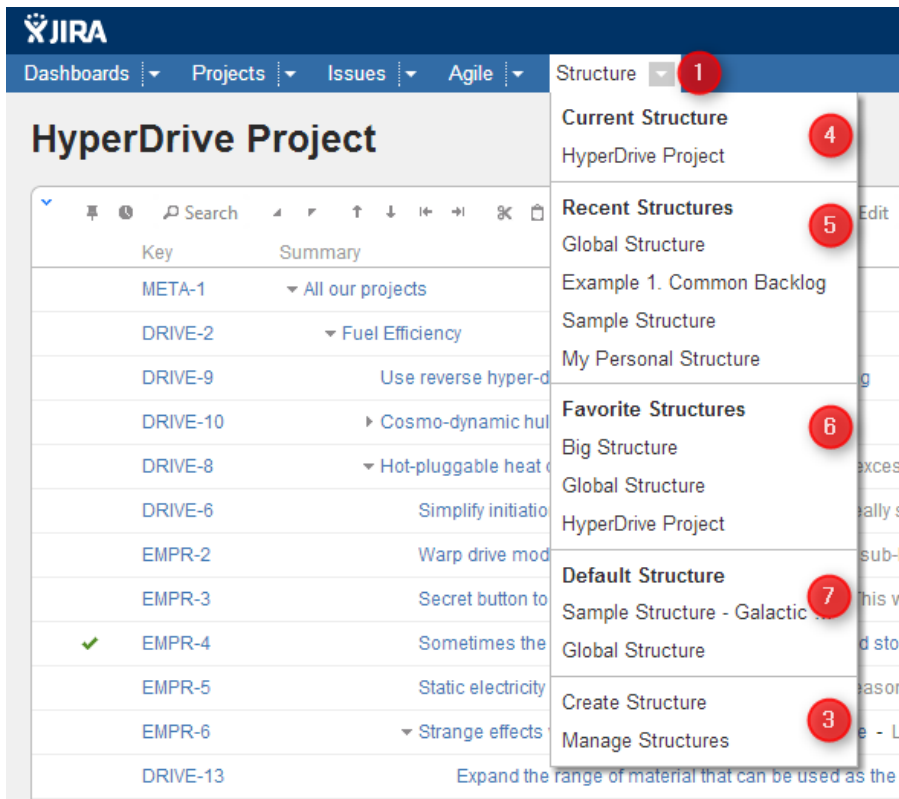 JIRA
Dashboards Projects Issues Agile Structure 1
HyperDrive Project
Current Structure 4
HyperDrive Project
Recent Structures 5
Global Structure
Example 1. Common Backlog
Sample Structure
My Personal Structure
Favorite Structures 6
Big Structure
Global Structure
HyperDrive Project
Default Structure 7
Sample Structure - Galactic ...
Global Structure
Create Structure 3
Manage Structures
Search Edit
Key Summary
META-1 All our projects
DRIVE-2 Fuel Efficiency
DRIVE-9 Use reverse hyper-d g
DRIVE-10 Cosmo-dynamic hul
DRIVE-8 Hot-pluggable heat
DRIVE-6 Simplify initiatio
EMPR-2 Warp drive mod sub-
EMPR-3 Secret button to
EMPR-4 Sometimes the d sto
EMPR-5 Static electricity
EMPR-6 Strange effects e - L
DRIVE-13 Expand the range of material that can be used as the